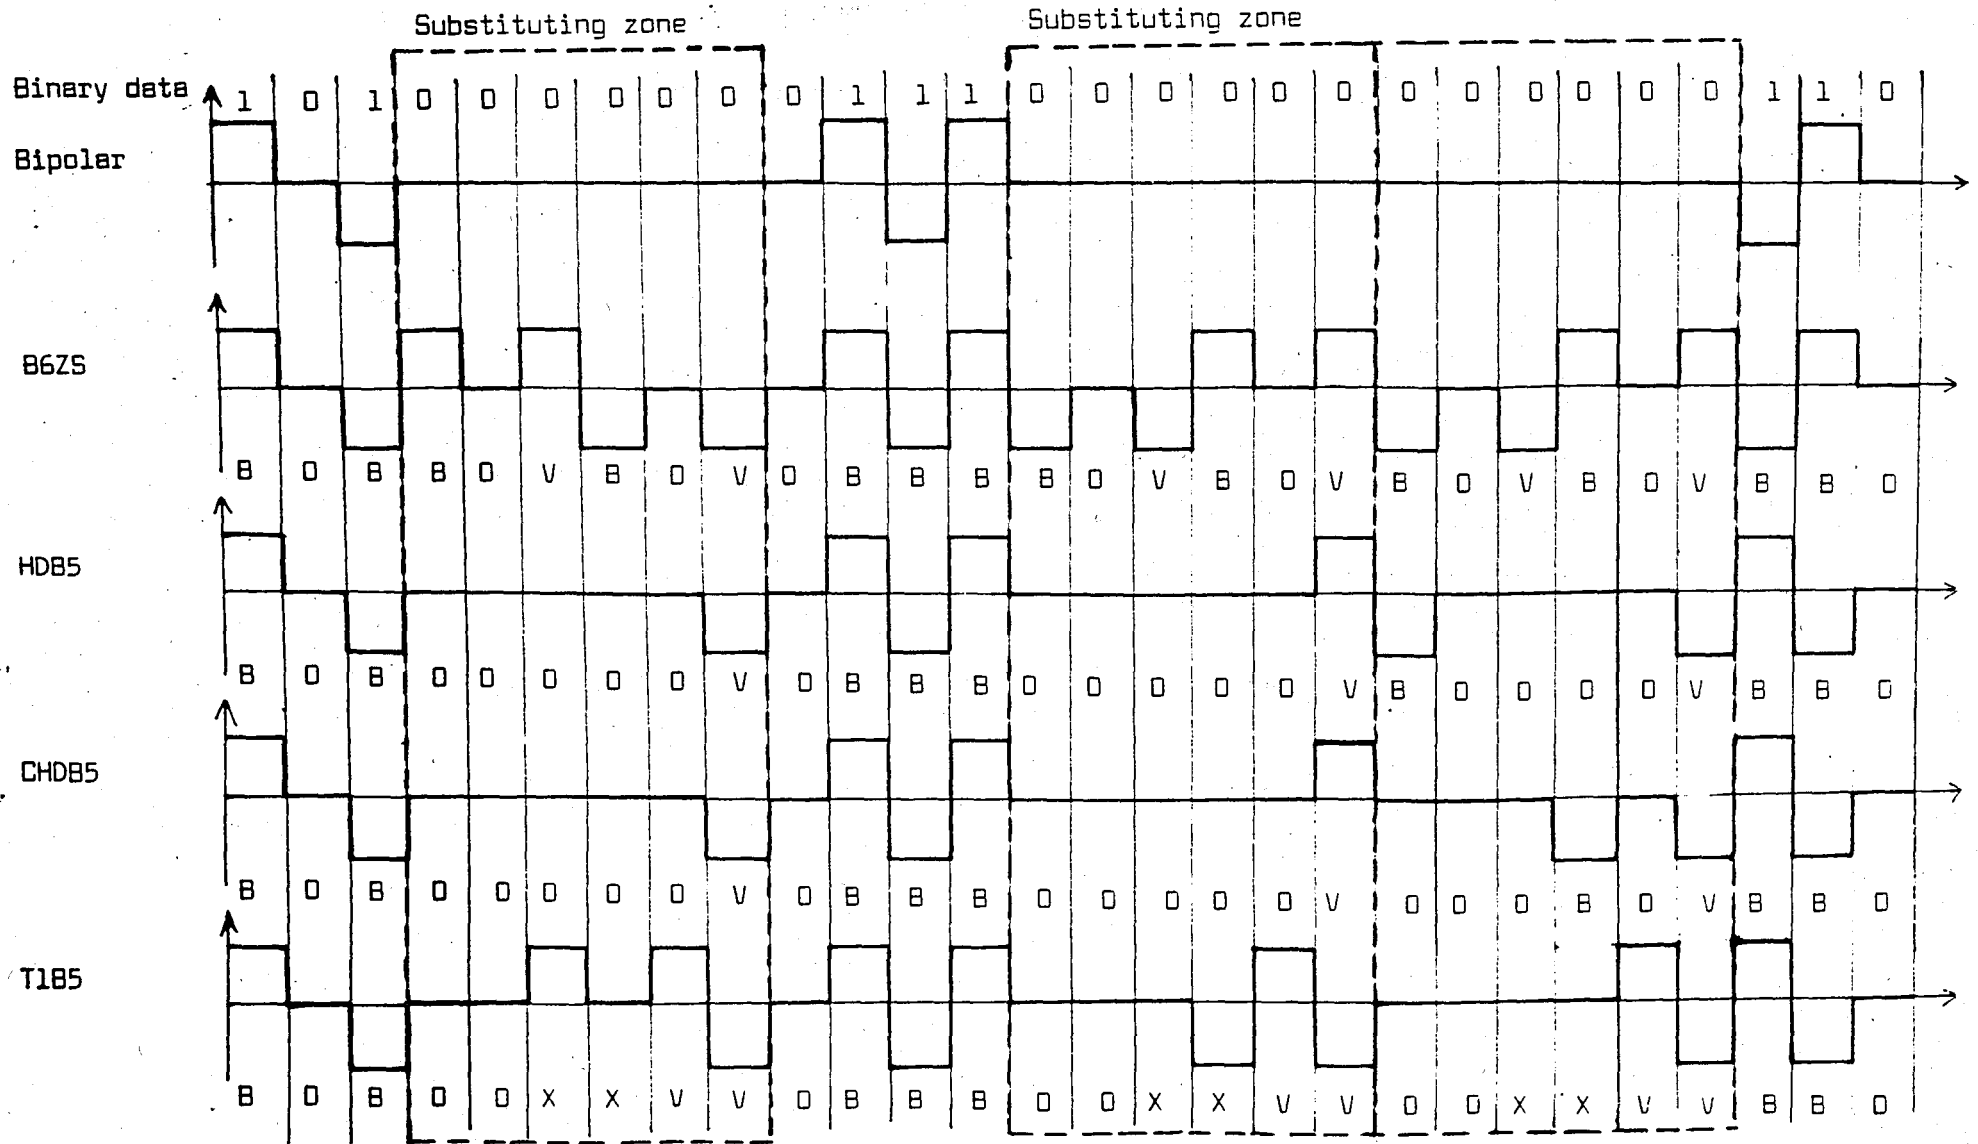 Substituting zone Substituting zone
Binary data 1 0 1 0 0 0 0 0 0 0 1 1 1 0 0 0 0 0 0 0 0 0 0 0 0 1 1 0
Bipolar
B6ZS
B 0 B B 0 V B 0 V 0 B B B B 0 V B 0 V B 0 V B 0 V B B 0
HDB5
B 0 B 0 0 0 0 0 V 0 B B B 0 0 0 0 0 V B 0 0 0 0 V B B 0
CHDB5
B 0 B 0 0 0 0 0 V 0 B B B 0 0 0 0 0 V 0 0 0 B 0 V B B 0
T1B5
B 0 B 0 0 X X V V 0 B B B 0 0 X X V V 0 0 X X V V B B 0